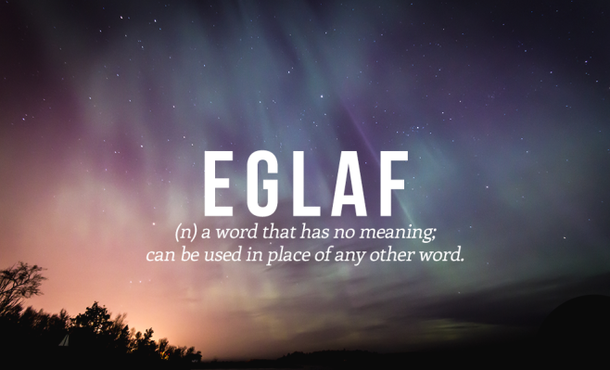 EGLAF
(n) a word that has no meaning;
can be used in place of any other word.